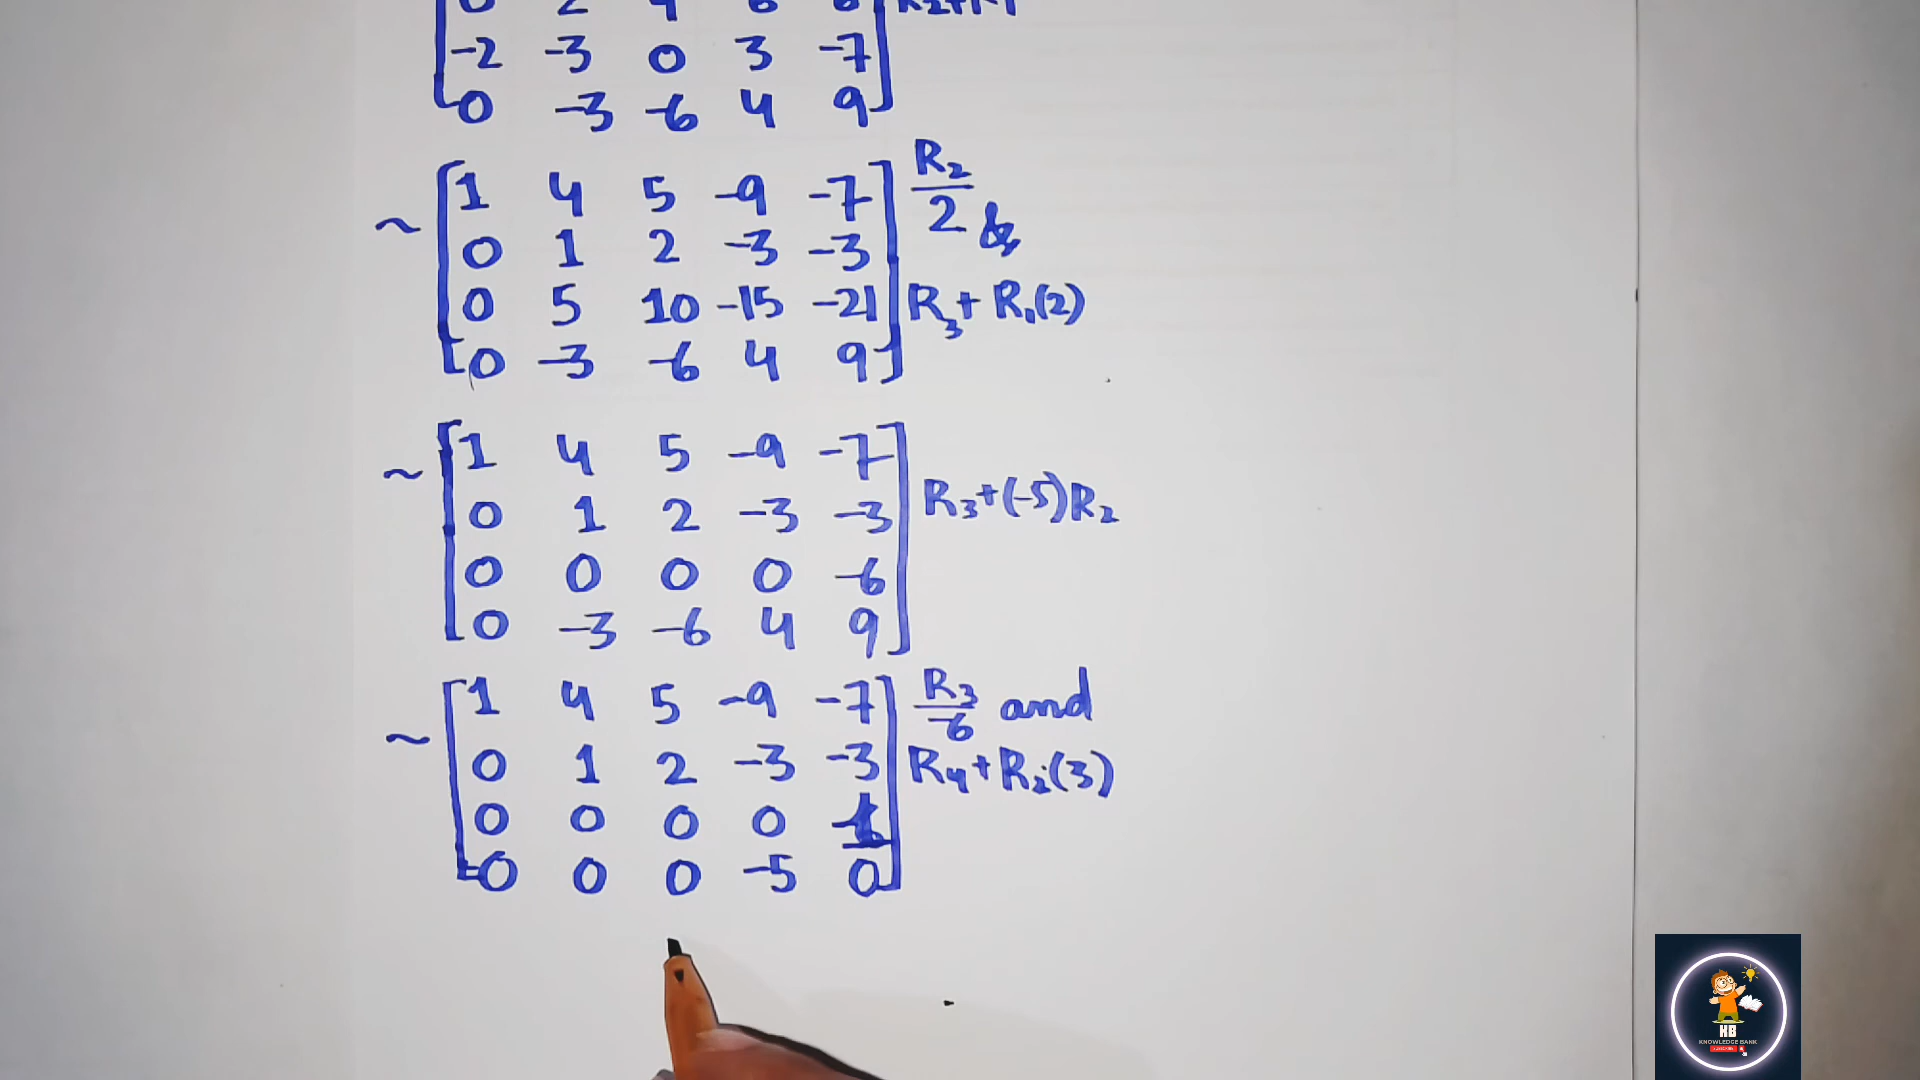 -2 -3 0 3 -7
0 -3 -6 4 9
~ 1 4 5 -9 -7 R2/2 &
0 1 2 -3 -3
0 5 10 -15 -21 R3 + R1(2)
0 -3 -6 4 9
~ 1 4 5 -9 -7
0 1 2 -3 -3 R3+(-5)R2
0 0 0 0 -6
0 -3 -6 4 9
~ 1 4 5 -9 -7 R3/-6 and
0 1 2 -3 -3 R4+R2(3)
0 0 0 0
0 0 0 -5 0
KB
KNOWLEDGE BANK